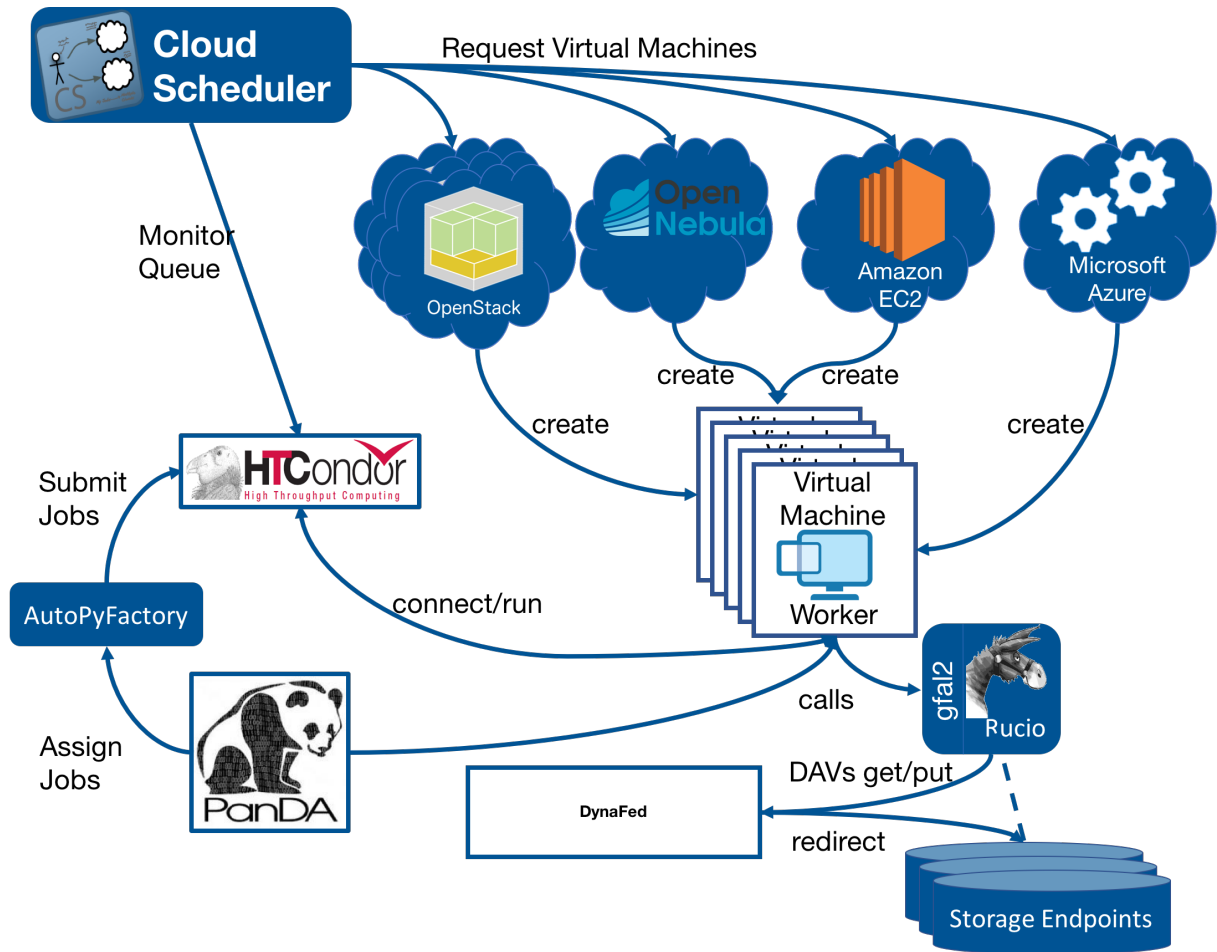 Cloud
Scheduler
CS
Request Virtual Machines
Monitor
Queue
OpenStack
Open
Nebula
Amazon
EC2
Microsoft
Azure
create
create
create
create
HTCondor
High Throughput Computing
Submit
Jobs
Virtual
Machine
Worker
AutoPyFactory
connect/run
gfal2
Rucio
calls
Assign
Jobs
PanDA
DAVs get/put
DynaFed
redirect
Storage Endpoints